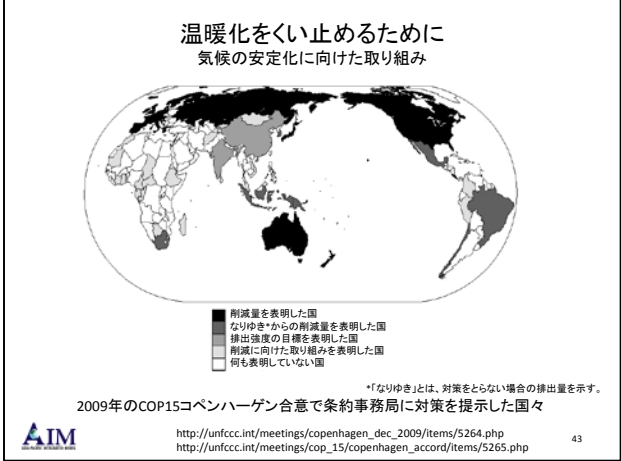 温暖化をくい止めるために
気候の安定化に向けた取り組み
削減量を表明した国
なりゆき*からの削減量を表明した国
排出強度の目標を表明した国
削減に向けた取り組みを表明した国
何も表明していない国
*「なりゆき」とは、対策をとらない場合の排出量を示す。
2009年のCOP15コペンハーゲン合意で条約事務局に対策を提示した国々
AIM
http://unfccc.int/meetings/copenhagen_dec_2009/items/5264.php
http://unfccc.int/meetings/cop_15/copenhagen_accord/items/5265.php
43